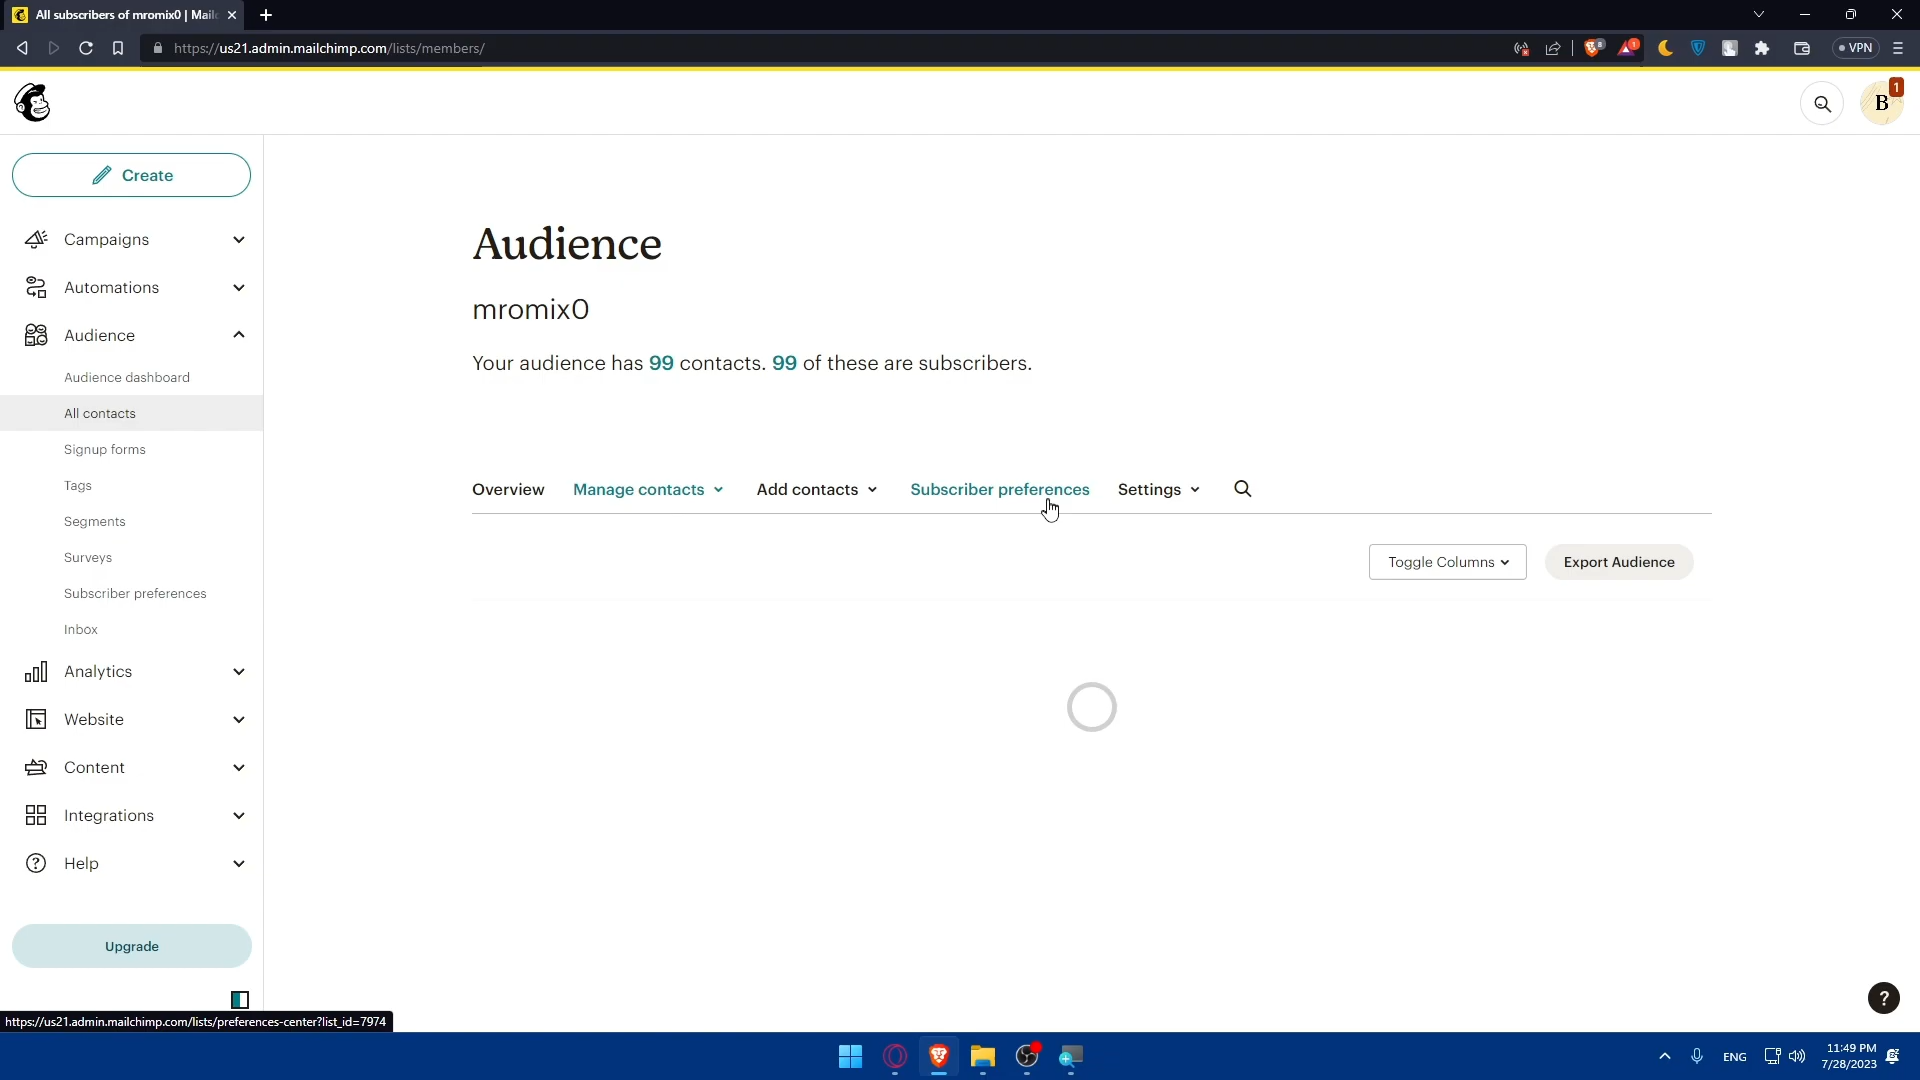 All subscribers of mromix0 | Mail
https://us21.admin.mailchimp.com/lists/members/
8
1
VPN
B
1
Create
Campaigns
Automations
Audience
Audience dashboard
All contacts
Signup forms
Tags
Segments
Surveys
Subscriber preferences
Inbox
Analytics
Website
Content
Integrations
Help
Upgrade
Audience
mromix0
Your audience has 99 contacts. 99 of these are subscribers.
Overview Manage contacts Add contacts Subscriber preferences Settings
Toggle Columns Export Audience
?
https://us21.admin.mailchimp.com/lists/preferences-center?list_id=7974
ENG
11:49 PM
7/28/2023